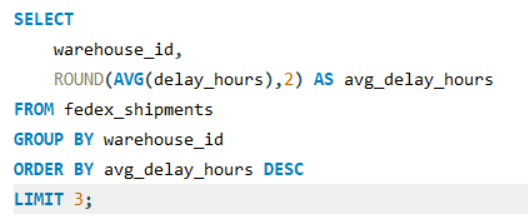 SELECT
    warehouse_id,
    ROUND(AVG(delay_hours),2) AS avg_delay_hours
FROM fedex_shipments
GROUP BY warehouse_id
ORDER BY avg_delay_hours DESC
LIMIT 3;